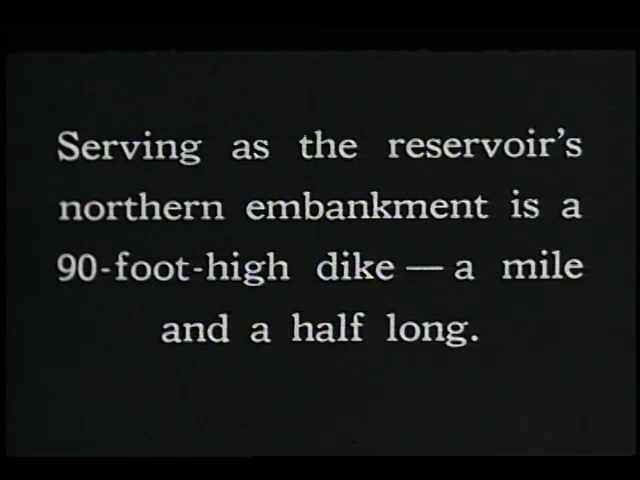 Serving as the reservoir's
northern embankment is a
90-foot-high dike — a mile
and a half long.